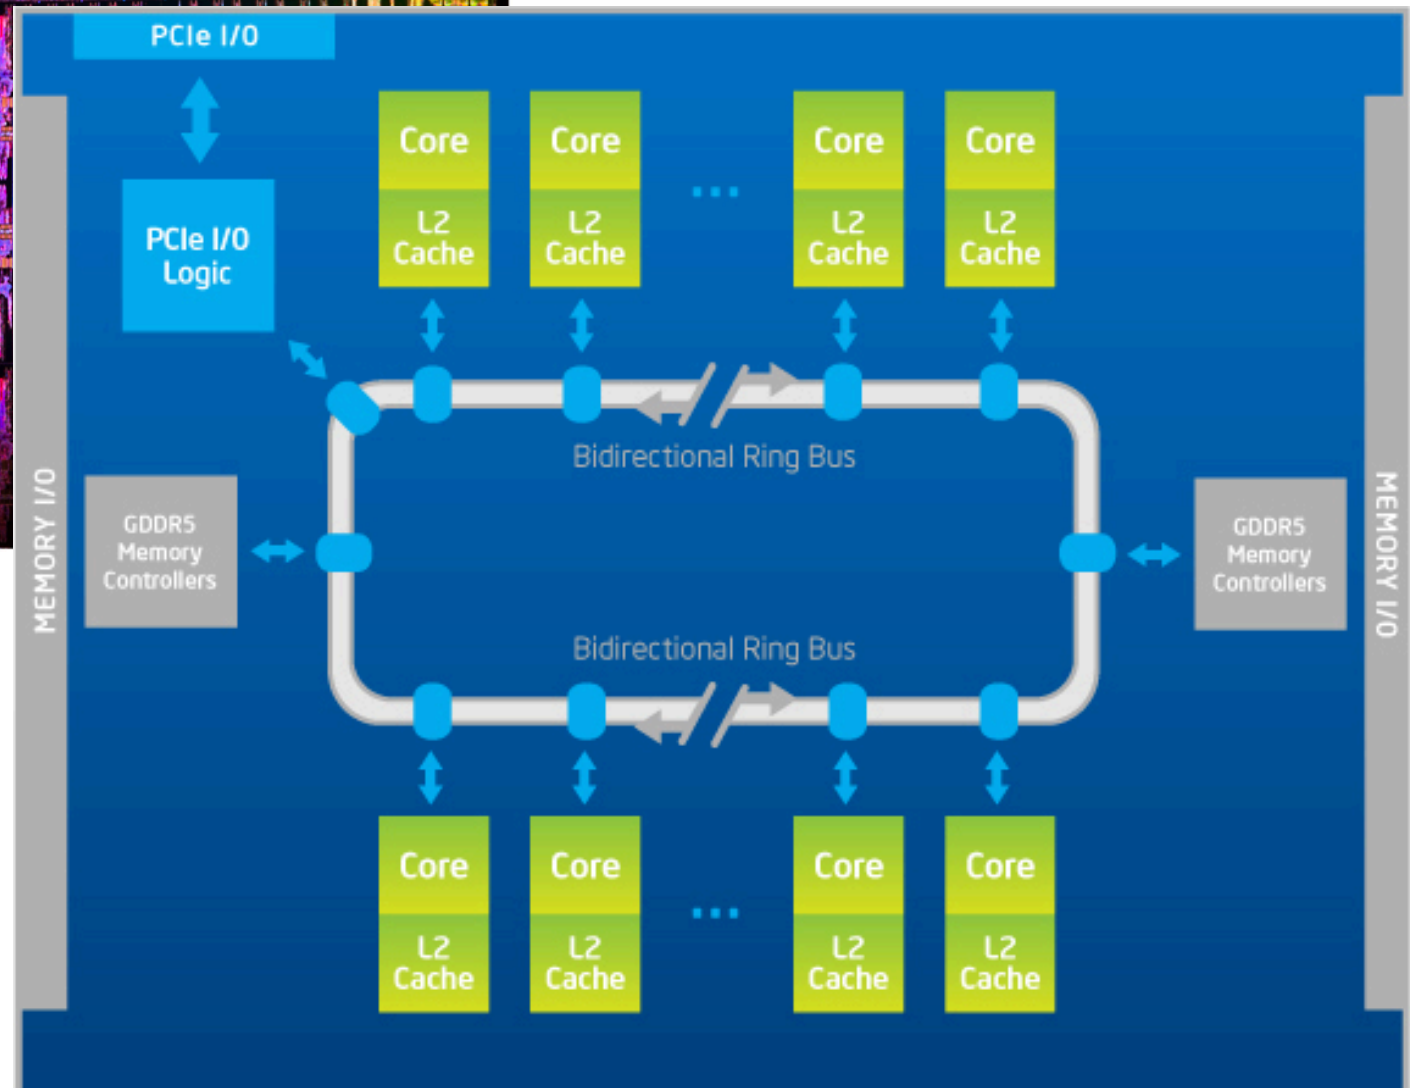 PCIe I/O
Core
Core
...
Core
Core
L2
Cache
L2
Cache
L2
Cache
L2
Cache
PCIe I/O
Logic
Bidirectional Ring Bus
MEMORY I/O
GDDR5
Memory
Controllers
GDDR5
Memory
Controllers
MEMORY I/O
Bidirectional Ring Bus
Core
Core
...
Core
Core
L2
Cache
L2
Cache
L2
Cache
L2
Cache